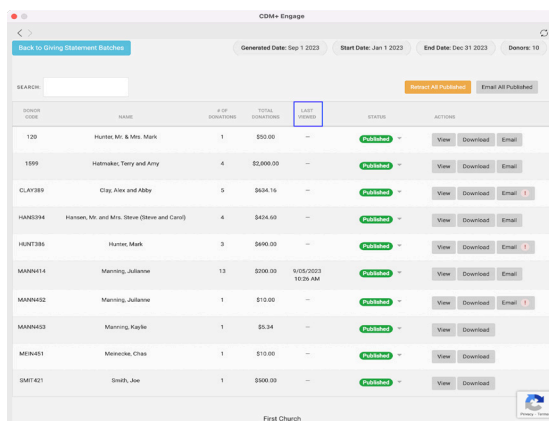 CDM+ Engage
Back to Giving Statement Batches
Generated Date: Sep 1 2023
Start Date: Jan 1 2023
End Date: Dec 31 2023
Donors: 10
SEARCH:
Retract All Published
Email All Published
DONOR CODE NAME # OF DONATIONS TOTAL DONATIONS LAST VIEWED STATUS ACTIONS
120 Hunter, Mr. & Mrs. Mark 1 $50.00 — Published View Download Email
1599 Hatmaker, Terry and Amy 4 $2,000.00 — Published View Download Email
CLAY389 Clay, Alex and Abby 5 $634.16 — Published View Download Email !
HANS394 Hansen, Mr. and Mrs. Steve (Steve and Carol) 4 $424.60 — Published View Download Email
HUNT386 Hunter, Mark 3 $690.00 — Published View Download Email !
MANN414 Manning, Julianne 13 $200.00 9/05/2023 10:26 AM Published View Download Email
MANN452 Manning, Julianne 1 $10.00 — Published View Download Email !
MANN453 Manning, Kaylie 1 $5.34 — Published View Download
MEIN451 Meinecke, Chas 1 $10.00 — Published View Download
SMIT421 Smith, Joe 1 $500.00 — Published View Download
Privacy - Terms
First Church